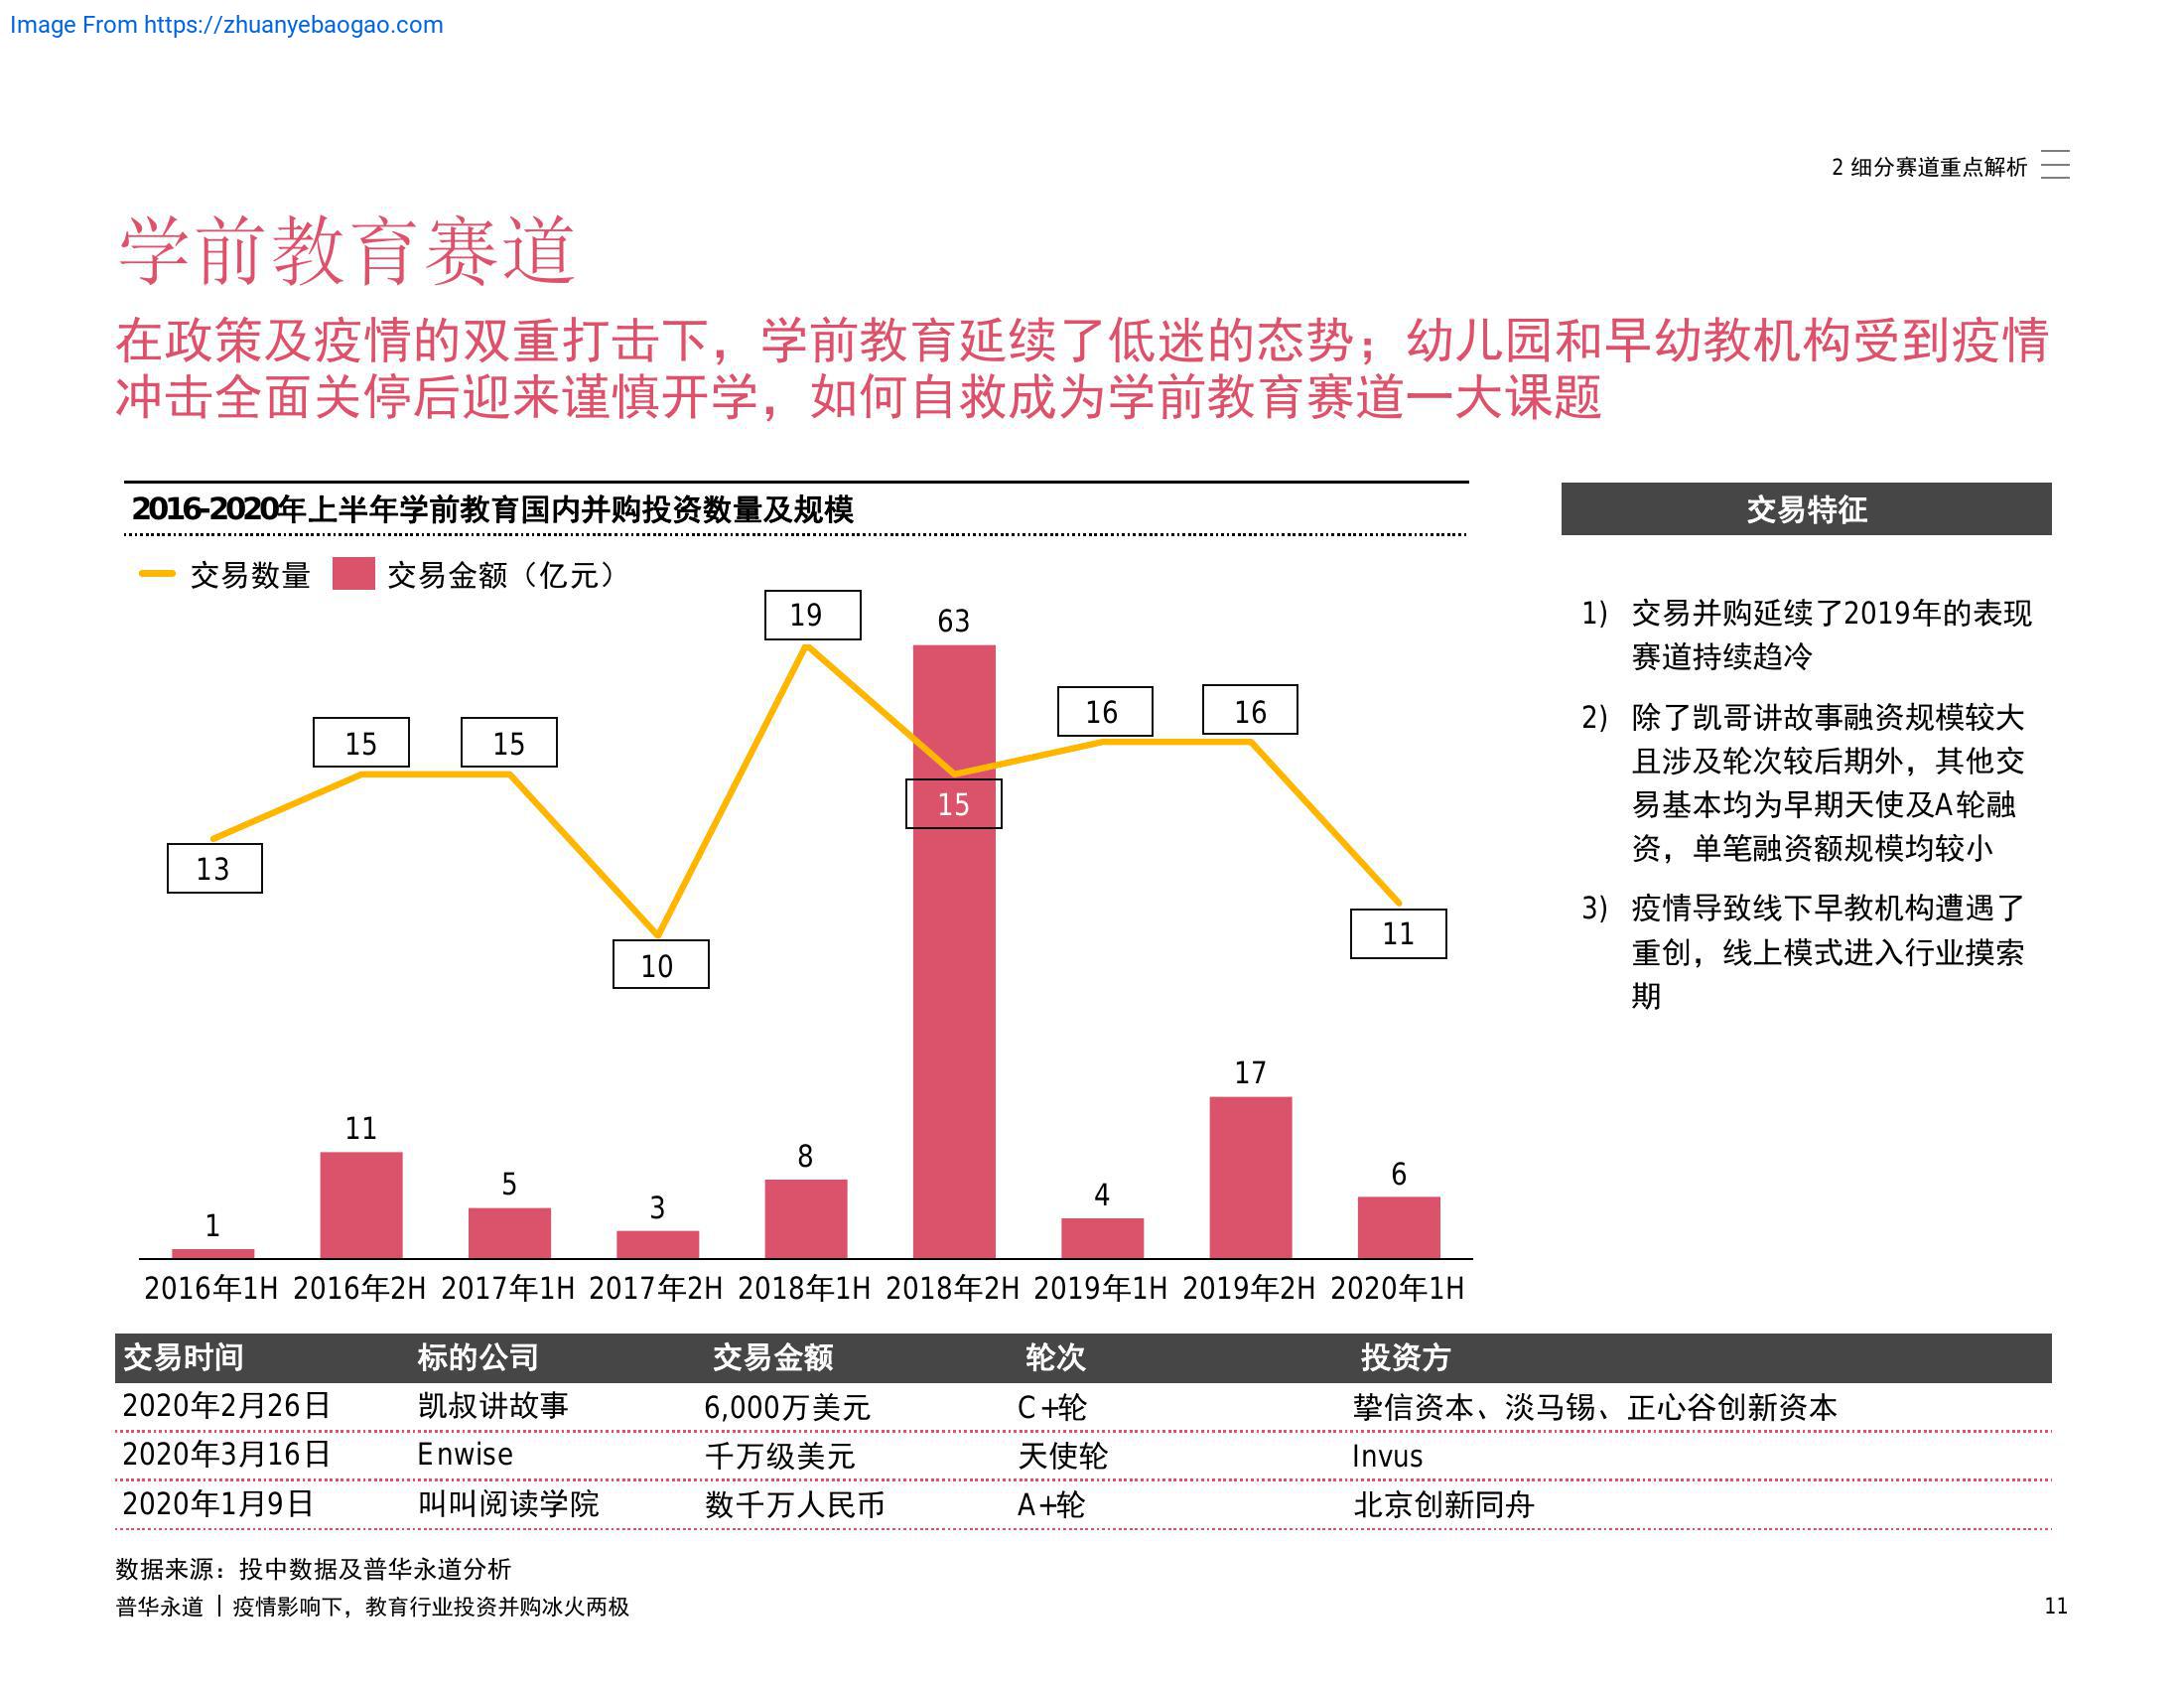 Image From https://zhuanyebaogao.com
2 细分赛道重点解析
学前教育赛道
在政策及疫情的双重打击下，学前教育延续了低迷的态势；幼儿园和早幼教机构受到疫情
冲击全面关停后迎来谨慎开学，如何自救成为学前教育赛道一大课题
2016-2020年上半年学前教育国内并购投资数量及规模
交易数量 交易金额（亿元）
19
63
16 16
15 15
15
13
11
10
17
11
8
6
5
4
3
1
2016年1H 2016年2H 2017年1H 2017年2H 2018年1H 2018年2H 2019年1H 2019年2H 2020年1H
交易特征
1) 交易并购延续了2019年的表现
赛道持续趋冷
2) 除了凯哥讲故事融资规模较大
且涉及轮次较后期外，其他交
易基本均为早期天使及A轮融
资，单笔融资额规模均较小
3) 疫情导致线下早教机构遭遇了
重创，线上模式进入行业摸索
期
交易时间 标的公司 交易金额 轮次 投资方
2020年2月26日 凯叔讲故事 6,000万美元 C+轮 挚信资本、淡马锡、正心谷创新资本
2020年3月16日 Enwise 千万级美元 天使轮 Invus
2020年1月9日 叫叫阅读学院 数千万人民币 A+轮 北京创新同舟
数据来源：投中数据及普华永道分析
普华永道 | 疫情影响下，教育行业投资并购冰火两极
11